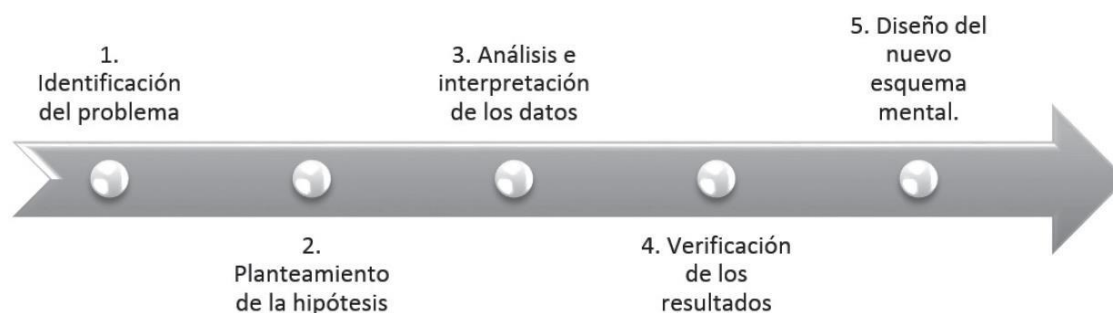 1.
Identificación
del problema
2.
Planteamiento
de la hipótesis
3. Análisis e
interpretación
de los datos
4. Verificación
de los
resultados
5. Diseño del
nuevo
esquema
mental.